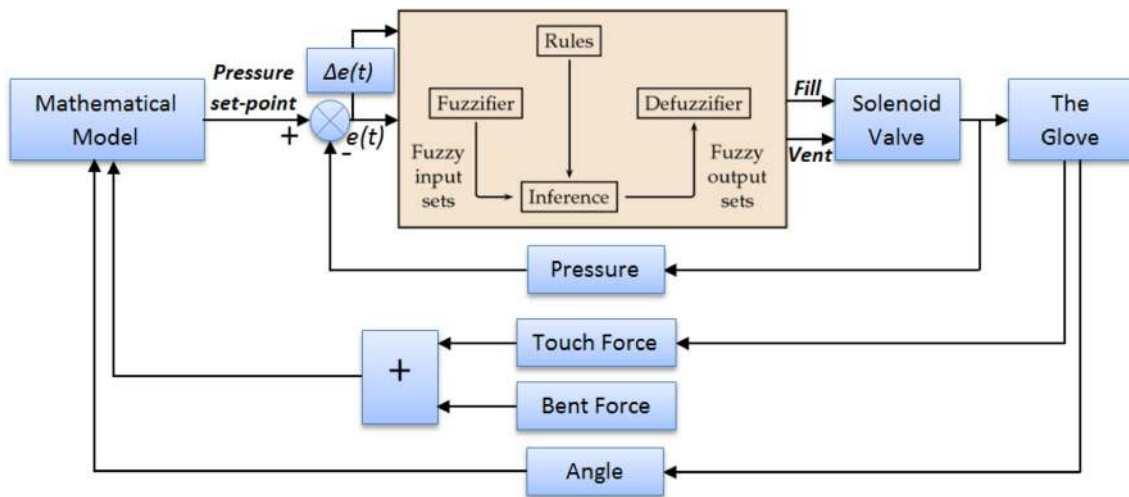 Mathematical
Model
Pressure
set-point
+
-
Δe(t)
e(t)
Rules
Fuzzifier
Defuzzifier
Fuzzy
input
sets
Inference
Fuzzy
output
sets
Fill
Vent
Solenoid
Valve
The
Glove
Pressure
Touch Force
+
Bent Force
Angle